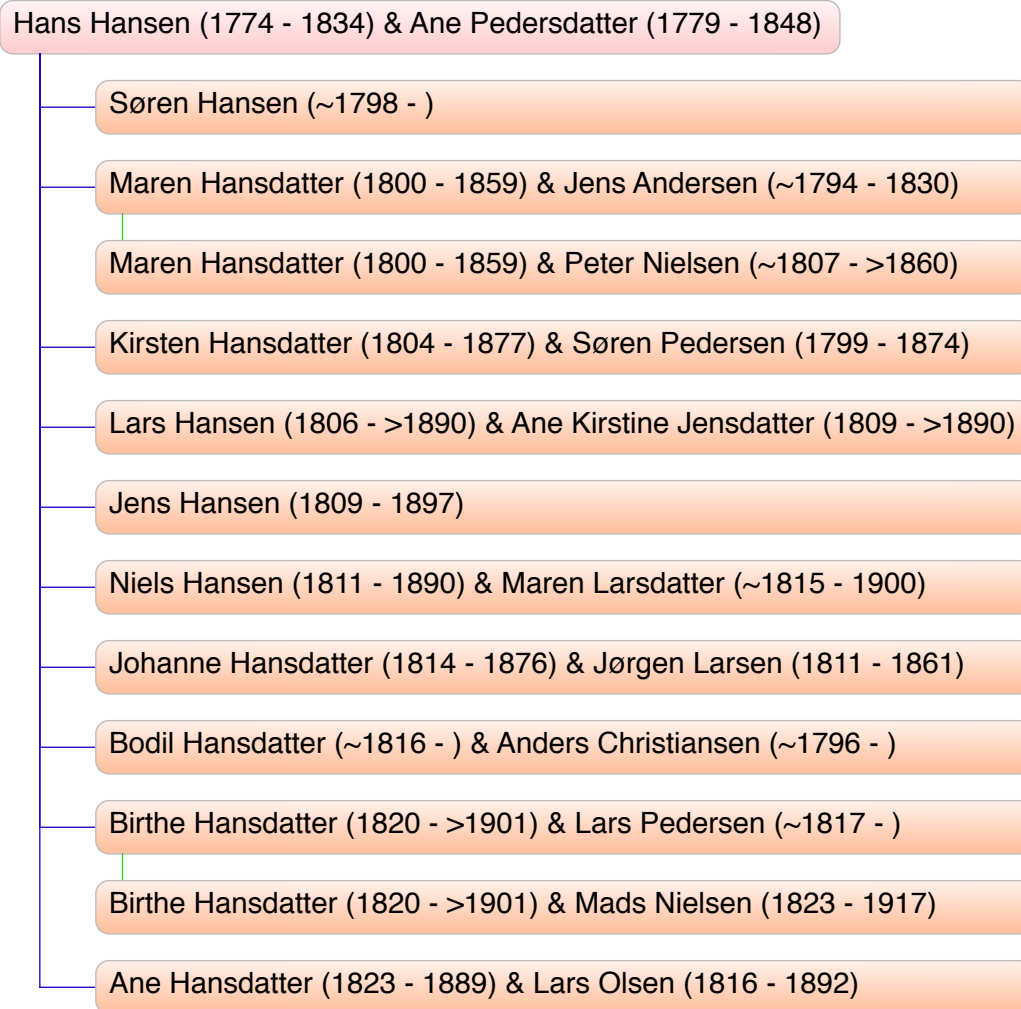 Hans Hansen (1774 - 1834) & Ane Pedersdatter (1779 - 1848)
Søren Hansen (~1798 - )
Maren Hansdatter (1800 - 1859) & Jens Andersen (~1794 - 1830)
Maren Hansdatter (1800 - 1859) & Peter Nielsen (~1807 - >1860)
Kirsten Hansdatter (1804 - 1877) & Søren Pedersen (1799 - 1874)
Lars Hansen (1806 - >1890) & Ane Kirstine Jensdatter (1809 - >1890)
Jens Hansen (1809 - 1897)
Niels Hansen (1811 - 1890) & Maren Larsdatter (~1815 - 1900)
Johanne Hansdatter (1814 - 1876) & Jørgen Larsen (1811 - 1861)
Bodil Hansdatter (~1816 - ) & Anders Christiansen (~1796 - )
Birthe Hansdatter (1820 - >1901) & Lars Pedersen (~1817 - )
Birthe Hansdatter (1820 - >1901) & Mads Nielsen (1823 - 1917)
Ane Hansdatter (1823 - 1889) & Lars Olsen (1816 - 1892)